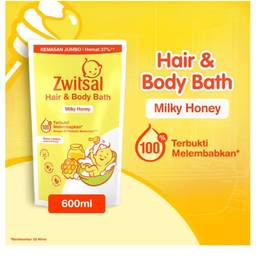 KEMASAN JUMBO | Hemat 37%**
Zwitsal
Hair & Body Bath
Milky Honey
100%
Terbukti
Melembabkan*
600ml
Hair &
Body Bath
Milky Honey
100%
Terbukti
Melembabkan*